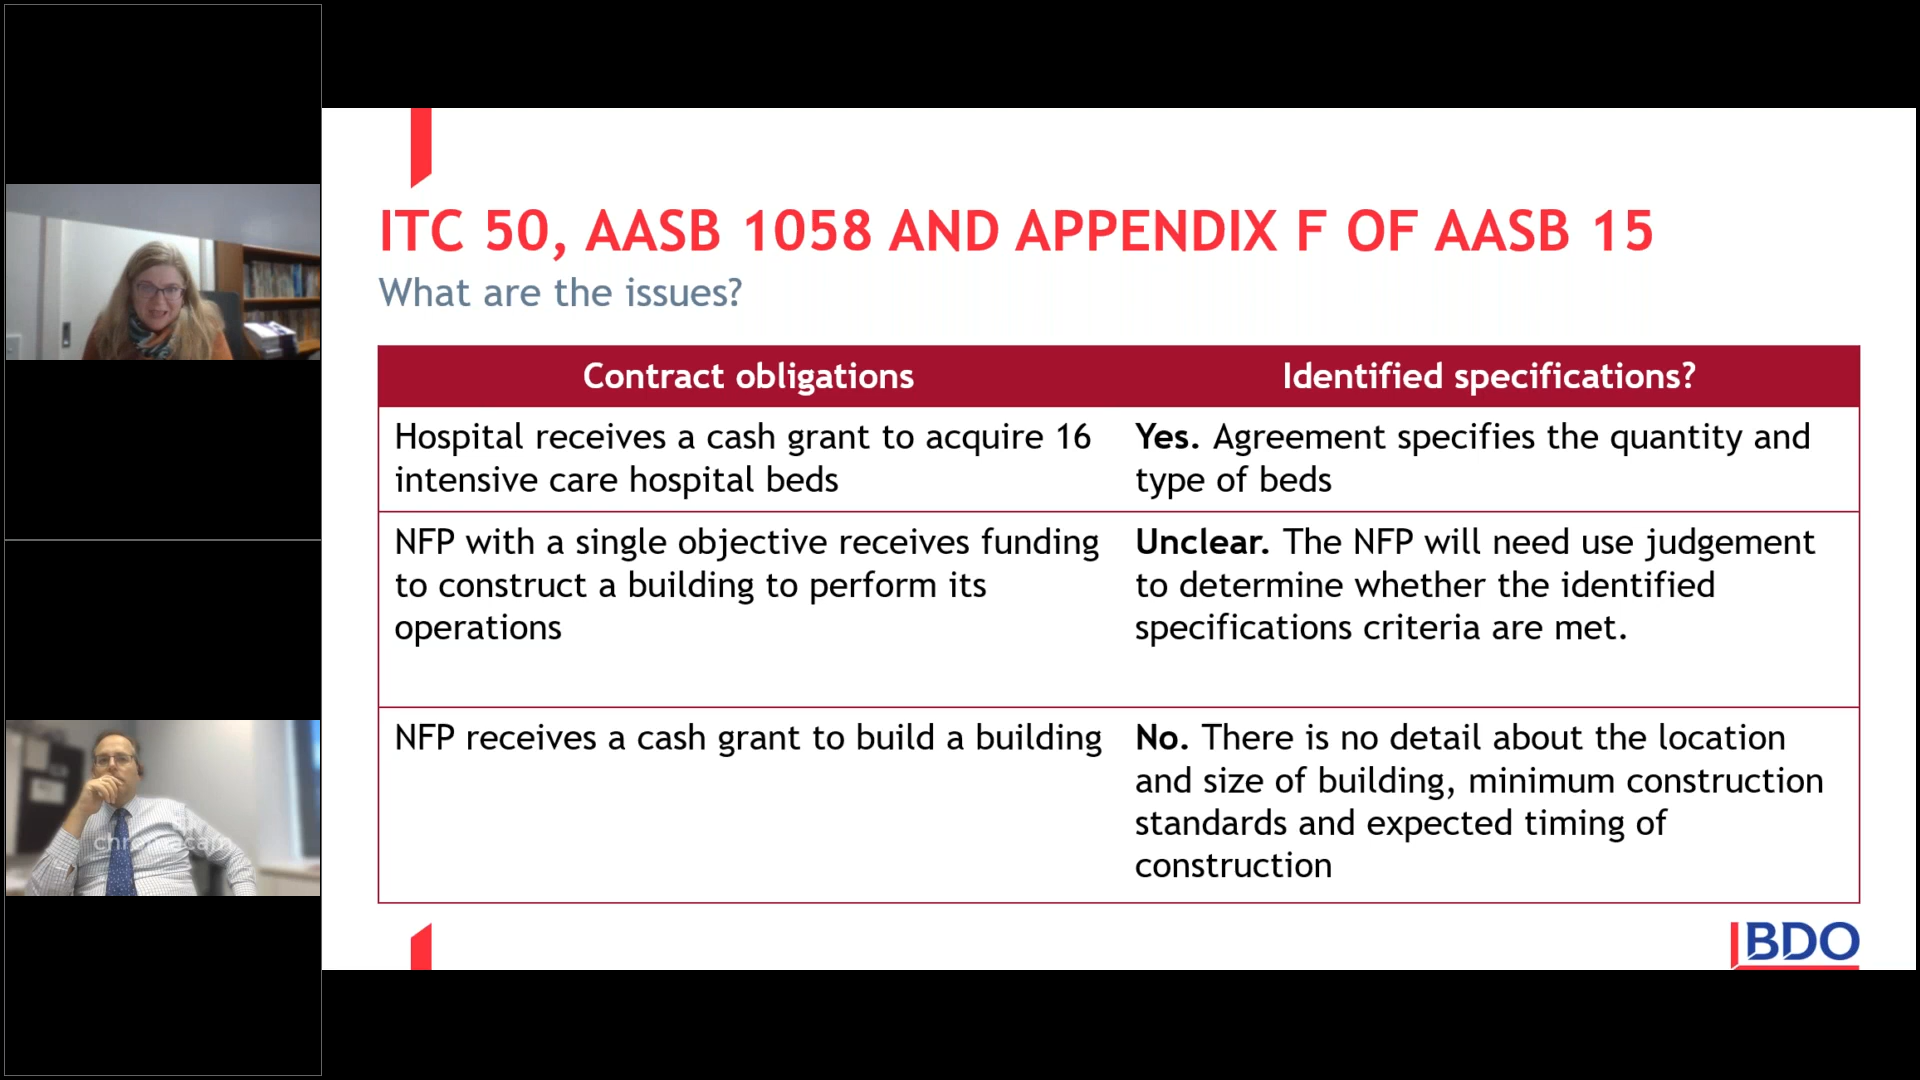 ITC 50, AASB 1058 AND APPENDIX F OF AASB 15
What are the issues?
Contract obligations
Identified specifications?
Hospital receives a cash grant to acquire 16
intensive care hospital beds
Yes. Agreement specifies the quantity and
type of beds
NFP with a single objective receives funding
to construct a building to perform its
operations
Unclear. The NFP will need use judgement
to determine whether the identified
specifications criteria are met.
NFP receives a cash grant to build a building
No. There is no detail about the location
and size of building, minimum construction
standards and expected timing of
construction
BDO
chromacam